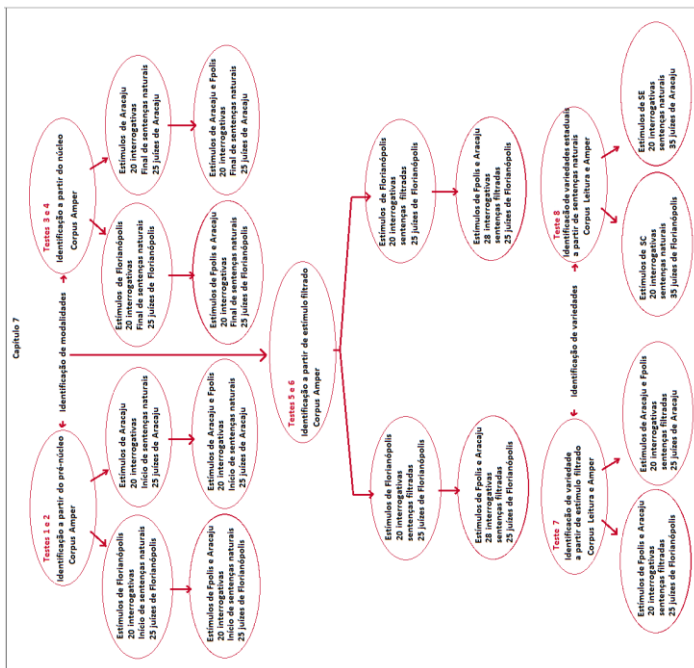 Capítulo 7
Identificação de modalidades
Testes 1 e 2
Identificação a partir do pré-núcleo
Corpus Amper
Estímulos de Florianópolis
20 interrogativas
Início de sentenças naturais
25 juízes de Florianópolis
Estímulos de Fpolis e Aracaju
20 interrogativas
Início de sentenças naturais
25 juízes de Florianópolis
Estímulos de Aracaju
20 interrogativas
Início de sentenças naturais
25 juízes de Aracaju
Estímulos de Aracaju e Fpolis
20 interrogativas
Início de sentenças naturais
25 juízes de Aracaju
Testes 3 e 4
Identificação a partir do núcleo
Corpus Amper
Estímulos de Florianópolis
20 interrogativas
Final de sentenças naturais
25 juízes de Florianópolis
Estímulos de Fpolis e Aracaju
20 interrogativas
Final de sentenças naturais
25 juízes de Florianópolis
Estímulos de Aracaju
20 interrogativas
Final de sentenças naturais
25 juízes de Aracaju
Estímulos de Aracaju e Fpolis
20 interrogativas
Final de sentenças naturais
25 juízes de Aracaju
Testes 5 e 6
Identificação a partir de estímulo filtrado
Corpus Amper
Estímulos de Florianópolis
20 interrogativas
sentenças filtradas
25 juízes de Florianópolis
Estímulos de Fpolis e Aracaju
28 interrogativas
sentenças filtradas
25 juízes de Florianópolis
Estímulos de Florianópolis
20 interrogativas
sentenças filtradas
25 juízes de Florianópolis
Estímulos de Fpolis e Aracaju
28 interrogativas
sentenças filtradas
25 juízes de Florianópolis
Identificação de variedades
Teste 7
Identificação de variedade
a partir de estímulo filtrado
Corpus Leitura e Amper
Estímulos de Fpolis e Aracaju
20 interrogativas
sentenças filtradas
25 juízes de Florianópolis
Estímulos de Aracaju e Fpolis
20 interrogativas
sentenças filtradas
25 juízes de Aracaju
Teste 8
Identificação de variedades estaduais
a partir de sentenças naturais
Corpus Leitura e Amper
Estímulos de SC
20 interrogativas
sentenças naturais
35 juízes de Florianópolis
Estímulos de SE
20 interrogativas
sentenças naturais
35 juízes de Aracaju